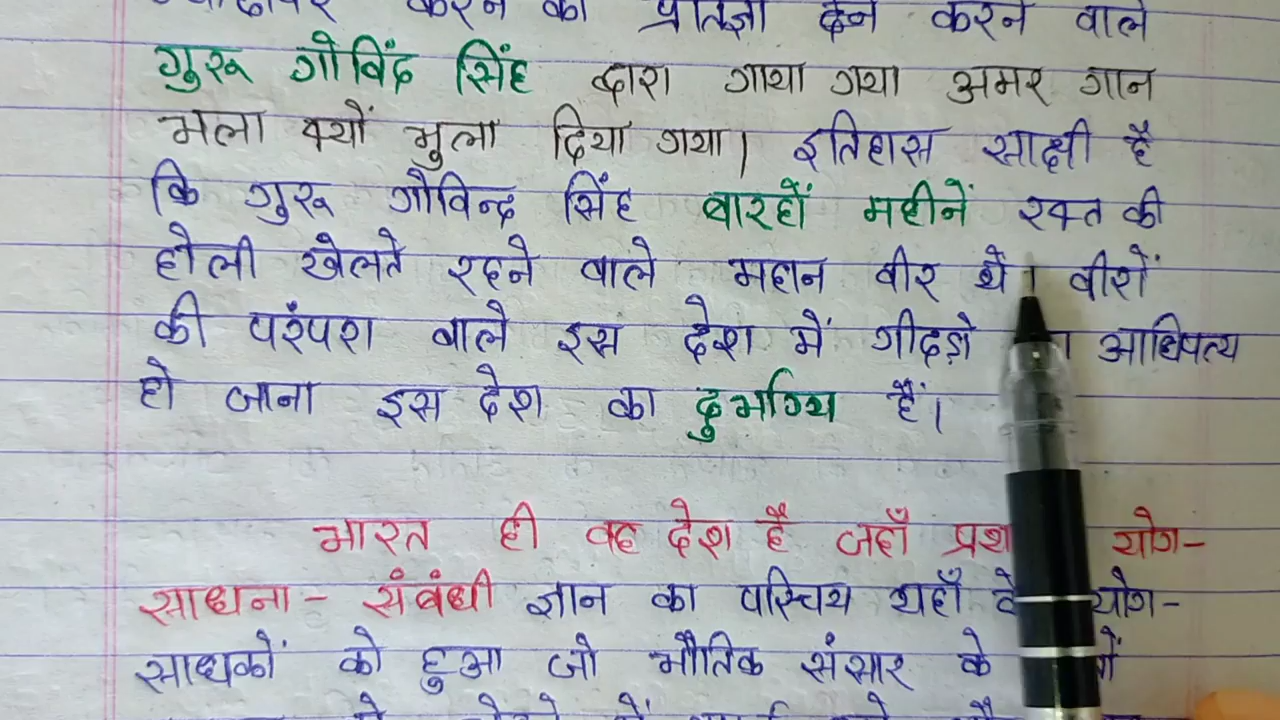 करने की प्रतिज्ञा देने करने वाले
गुरू गोविंद सिंह द्वारा गाया गया अमर गान
भला क्यों भुला दिया गया। इतिहास साक्षी है
कि गुरू गोविन्द सिंह बारहों महीनें रक्त की
होली खेलते रहने वाले महान वीर थे। वीरों
की परंपरा वाले इस देश में गीदड़ो आधिपत्य
हो जाना इस देश का दुर्भाग्य हैं।
भारत ही वह देश है जहाँ योग-
साधना - संबंधी ज्ञान का परिचय यहाँ योग-
साधकों को हुआ जो भौतिक संसार के